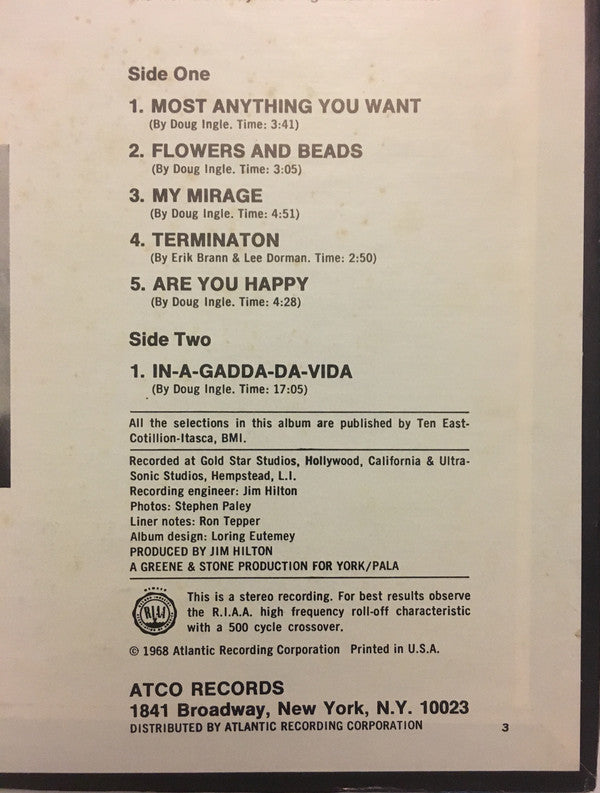 Side One
1. MOST ANYTHING YOU WANT
(By Doug Ingle. Time: 3:41)
2. FLOWERS AND BEADS
(By Doug Ingle. Time: 3:05)
3. MY MIRAGE
(By Doug Ingle. Time: 4:51)
4. TERMINATON
(By Erik Brann & Lee Dorman. Time: 2:50)
5. ARE YOU HAPPY
(By Doug Ingle. Time: 4:28)
Side Two
1. IN-A-GADDA-DA-VIDA
(By Doug Ingle. Time: 17:05)
All the selections in this album are published by Ten East-
Cotillion-Itasca, BMI.
Recorded at Gold Star Studios, Hollywood, California & Ultra-
Sonic Studios, Hempstead, L.I.
Recording engineer: Jim Hilton
Photos: Stephen Paley
Liner notes: Ron Tepper
Album design: Loring Eutemey
PRODUCED BY JIM HILTON
A GREENE & STONE PRODUCTION FOR YORK/PALA
RIAA
This is a stereo recording. For best results observe
the R.I.A.A. high frequency roll-off characteristic
with a 500 cycle crossover.
© 1968 Atlantic Recording Corporation Printed in U.S.A.
ATCO RECORDS
1841 Broadway, New York, N.Y. 10023
DISTRIBUTED BY ATLANTIC RECORDING CORPORATION 3